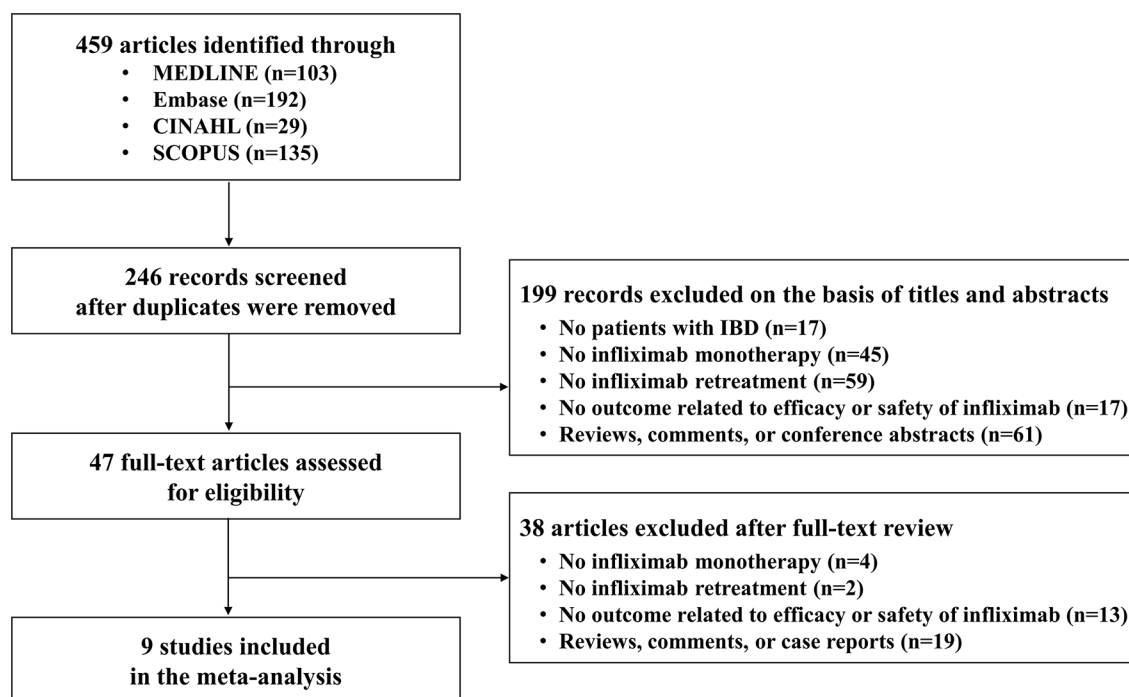 459 articles identified through
• MEDLINE (n=103)
• Embase (n=192)
• CINAHL (n=29)
• SCOPUS (n=135)
246 records screened
after duplicates were removed
199 records excluded on the basis of titles and abstracts
• No patients with IBD (n=17)
• No infliximab monotherapy (n=45)
• No infliximab retreatment (n=59)
• No outcome related to efficacy or safety of infliximab (n=17)
• Reviews, comments, or conference abstracts (n=61)
47 full-text articles assessed
for eligibility
38 articles excluded after full-text review
• No infliximab monotherapy (n=4)
• No infliximab retreatment (n=2)
• No outcome related to efficacy or safety of infliximab (n=13)
• Reviews, comments, or case reports (n=19)
9 studies included
in the meta-analysis